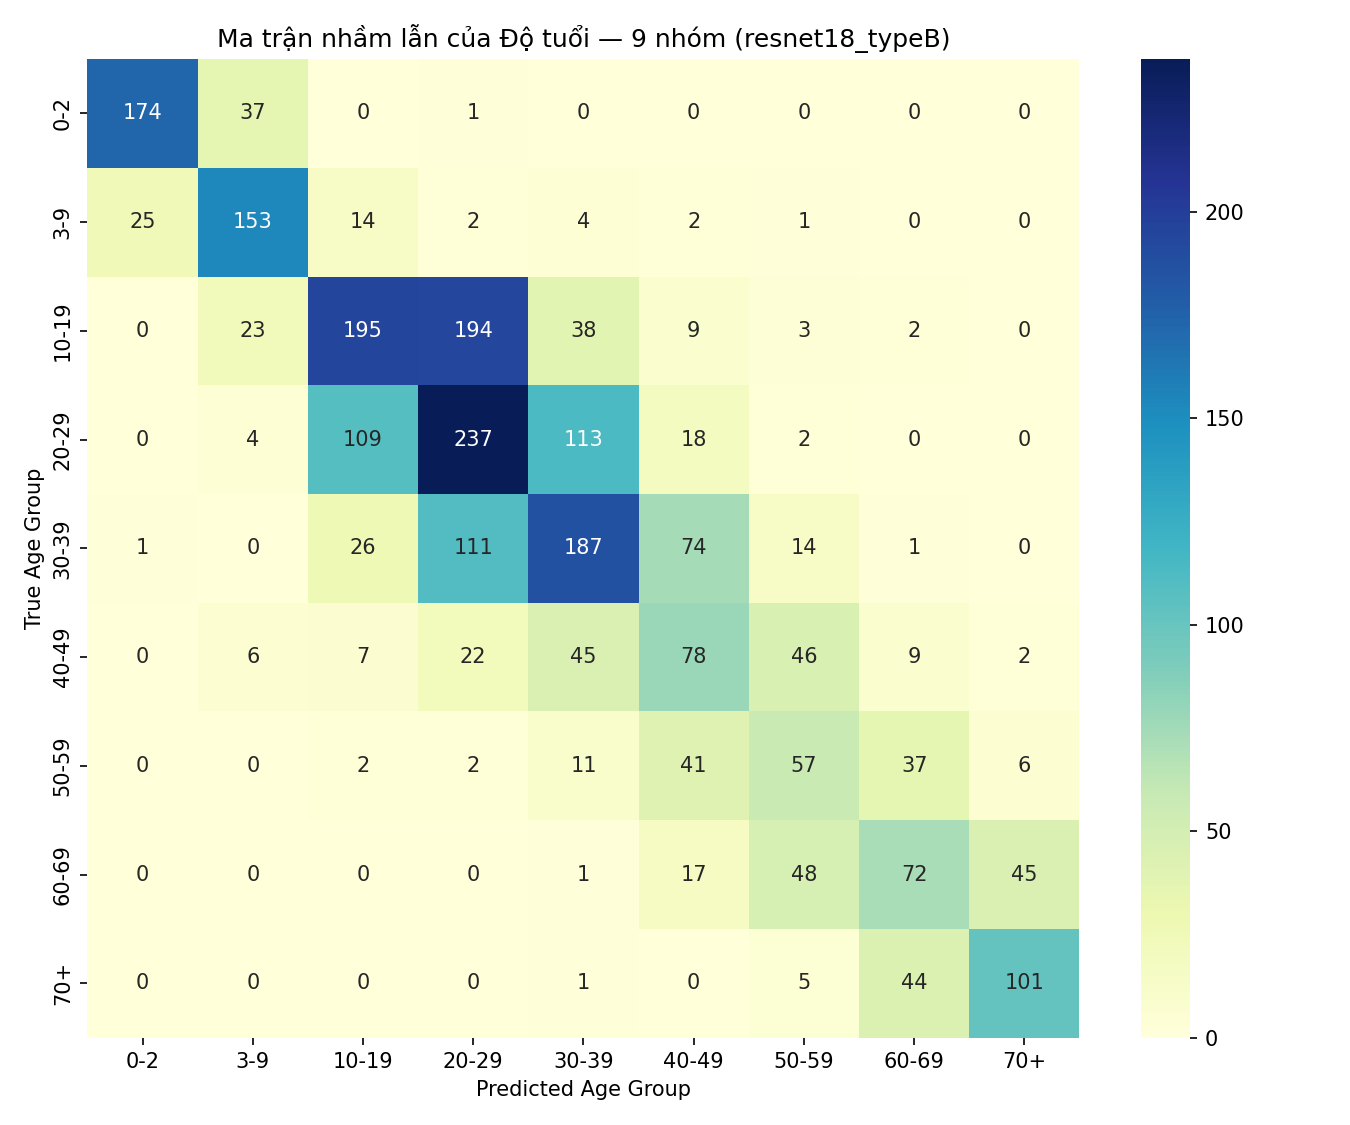 Ma trận nhầm lẫn của Độ tuổi — 9 nhóm (resnet18_typeB)
True Age Group
0-2 174 37 0 1 0 0 0 0 0
3-9 25 153 14 2 4 2 1 0 0
10-19 0 23 195 194 38 9 3 2 0
20-29 0 4 109 237 113 18 2 0 0
30-39 1 0 26 111 187 74 14 1 0
40-49 0 6 7 22 45 78 46 9 2
50-59 0 0 2 2 11 41 57 37 6
60-69 0 0 0 0 1 17 48 72 45
70+ 0 0 0 0 1 0 5 44 101
0-2 3-9 10-19 20-29 30-39 40-49 50-59 60-69 70+
Predicted Age Group
200
150
100
50
0